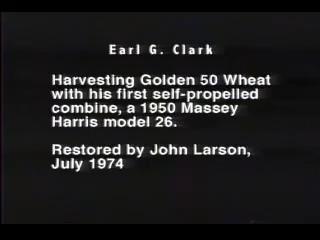 Earl G. Clark
Harvesting Golden 50 Wheat
with his first self-propelled
combine, a 1950 Massey
Harris model 26.
Restored by John Larson,
July 1974